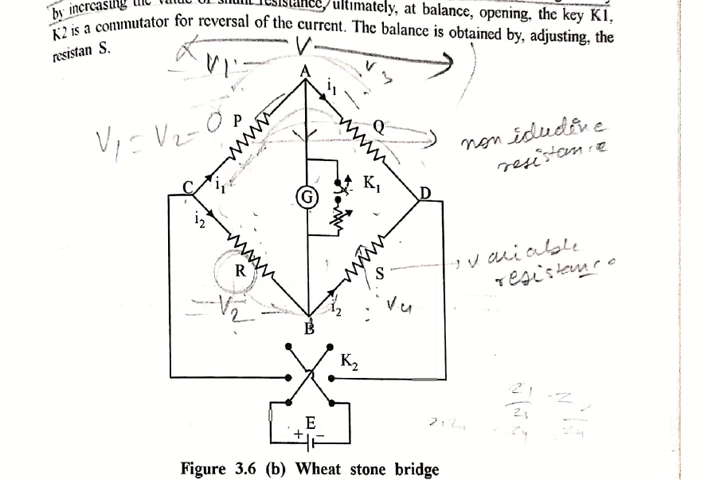 by increasing the value of shunt resistance, ultimately, at balance, opening, the key K1,
K2 is a commutator for reversal of the current. The balance is obtained by, adjusting, the
resistan S.
V
V1
A
V3
i1
V1 = V2 - 0
P
Q
non iductive
resistance
C
i1
G
K1
D
i2
R
S
variable
resistance
V2
i2
V4
B
K2
E
+ -
Figure 3.6 (b) Wheat stone bridge